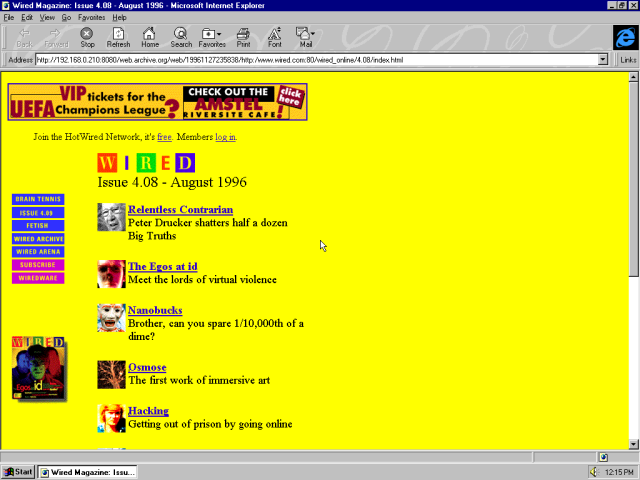 Wired Magazine: Issue 4.08 - August 1996 - Microsoft Internet Explorer
File Edit View Go Favorites Help
Back Forward Stop Refresh Home Search Favorites Print Font Mail
Address http://192.168.0.210:8080/web.archive.org/web/19961127235838/http:/www.wired.com:80/wired_online/4.08/index.html Links
VIP tickets for the
UEFA Champions League?
CHECK OUT THE
AMSTEL
RIVERSITE CAFE!
click here
Join the HotWired Network, it's free. Members log in.
WIRED
Issue 4.08 - August 1996
BRAIN TENNIS
ISSUE 4.09
FETISH
WIRED ARCHIVE
WIRED ARENA
SUBSCRIBE
WIREDWARE
WIRED
Egos
id
Relentless Contrarian
Peter Drucker shatters half a dozen
Big Truths
The Egos at id
Meet the lords of virtual violence
Nanobucks
Brother, can you spare 1/10,000th of a
dime?
Osmose
The first work of immersive art
Hacking
Getting out of prison by going online
Start Wired Magazine: Issu... 12:15 PM